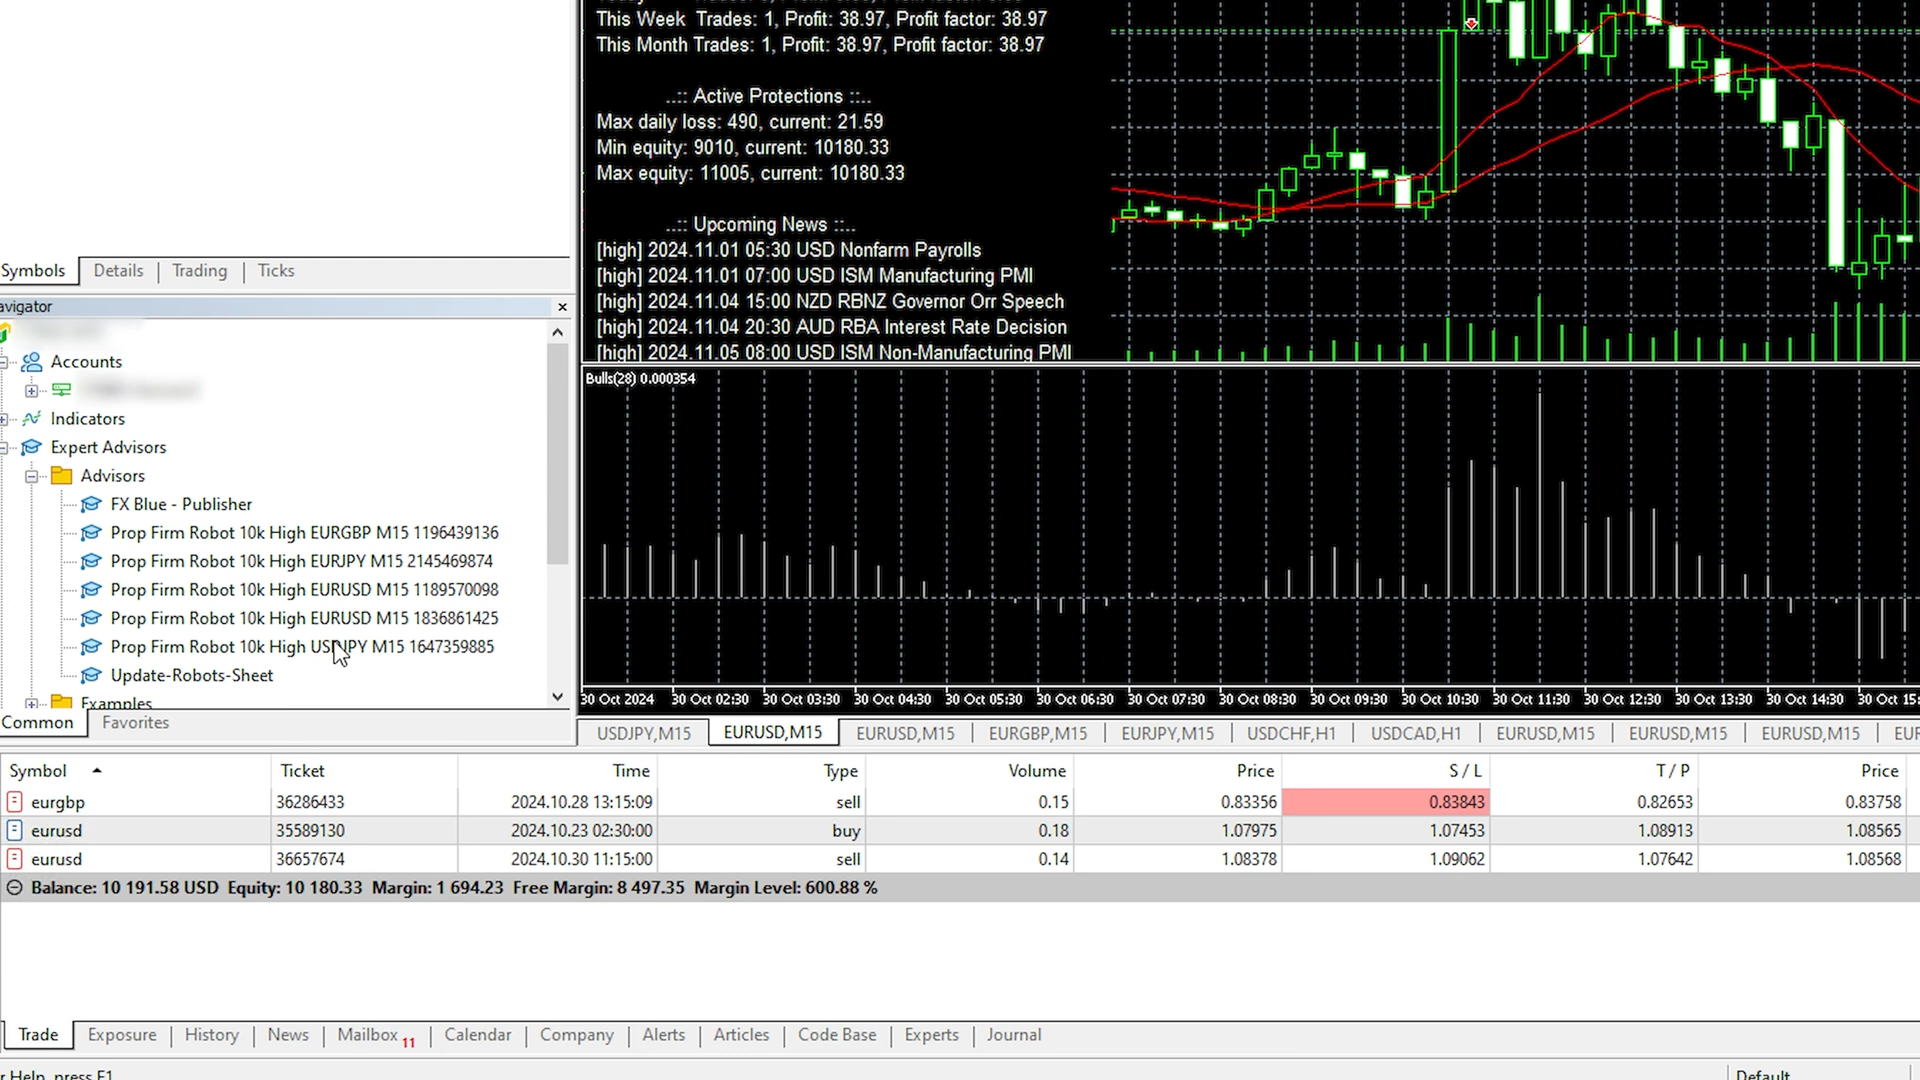 This Week Trades: 1, Profit: 38.97, Profit factor: 38.97
This Month Trades: 1, Profit: 38.97, Profit factor: 38.97
..:: Active Protections ::..
Max daily loss: 490, current: 21.59
Min equity: 9010, current: 10180.33
Max equity: 11005, current: 10180.33
..:: Upcoming News ::..
[high] 2024.11.01 05:30 USD Nonfarm Payrolls
[high] 2024.11.01 07:00 USD ISM Manufacturing PMI
[high] 2024.11.04 15:00 NZD RBNZ Governor Orr Speech
[high] 2024.11.04 20:30 AUD RBA Interest Rate Decision
[high] 2024.11.05 08:00 USD ISM Non-Manufacturing PMI
Symbols Details Trading Ticks
avigator
Accounts
Indicators
Expert Advisors
Advisors
FX Blue - Publisher
Prop Firm Robot 10k High EURGBP M15 1196439136
Prop Firm Robot 10k High EURJPY M15 2145469874
Prop Firm Robot 10k High EURUSD M15 1189570098
Prop Firm Robot 10k High EURUSD M15 1836861425
Prop Firm Robot 10k High USDJPY M15 1647359885
Update-Robots-Sheet
Examples
Common Favorites
Bulls(28) 0.000354
30 Oct 2024 30 Oct 02:30 30 Oct 03:30 30 Oct 04:30 30 Oct 05:30 30 Oct 06:30 30 Oct 07:30 30 Oct 08:30 30 Oct 09:30 30 Oct 10:30 30 Oct 11:30 30 Oct 12:30 30 Oct 13:30 30 Oct 14:30 30 Oct 15:
USDJPY,M15 EURUSD,M15 EURUSD,M15 EURGBP,M15 EURJPY,M15 USDCHF,H1 USDCAD,H1 EURUSD,M15 EURUSD,M15 EURUSD,M15 EUR
Symbol Ticket Time Type Volume Price S / L T / P Price
eurgbp 36286433 2024.10.28 13:15:09 sell 0.15 0.83356 0.83843 0.82653 0.83758
eurusd 35589130 2024.10.23 02:30:00 buy 0.18 1.07975 1.07453 1.08913 1.08565
eurusd 36657674 2024.10.30 11:15:00 sell 0.14 1.08378 1.09062 1.07642 1.08568
Balance: 10 191.58 USD Equity: 10 180.33 Margin: 1 694.23 Free Margin: 8 497.35 Margin Level: 600.88 %
Trade Exposure History News Mailbox 11 Calendar Company Alerts Articles Code Base Experts Journal
r Help, press F1 Default